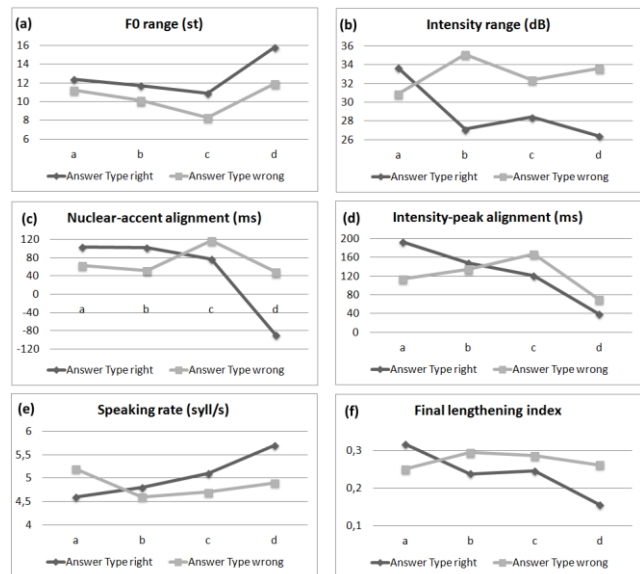 (a) F0 range (st)
16
14
12
10
8
6
a b c d
Answer Type right Answer Type wrong
(b) Intensity range (dB)
36
34
32
30
28
26
a b c d
Answer Type right Answer Type wrong
(c) Nuclear-accent alignment (ms)
120
80
40
0
-40
-80
-120
a b c d
Answer Type right Answer Type wrong
(d) Intensity-peak alignment (ms)
200
160
120
80
40
0
a b c d
Answer Type right Answer Type wrong
(e) Speaking rate (syll/s)
6
5,5
5
4,5
4
a b c d
Answer Type right Answer Type wrong
(f) Final lengthening index
0,3
0,2
0,1
a b c d
Answer Type right Answer Type wrong